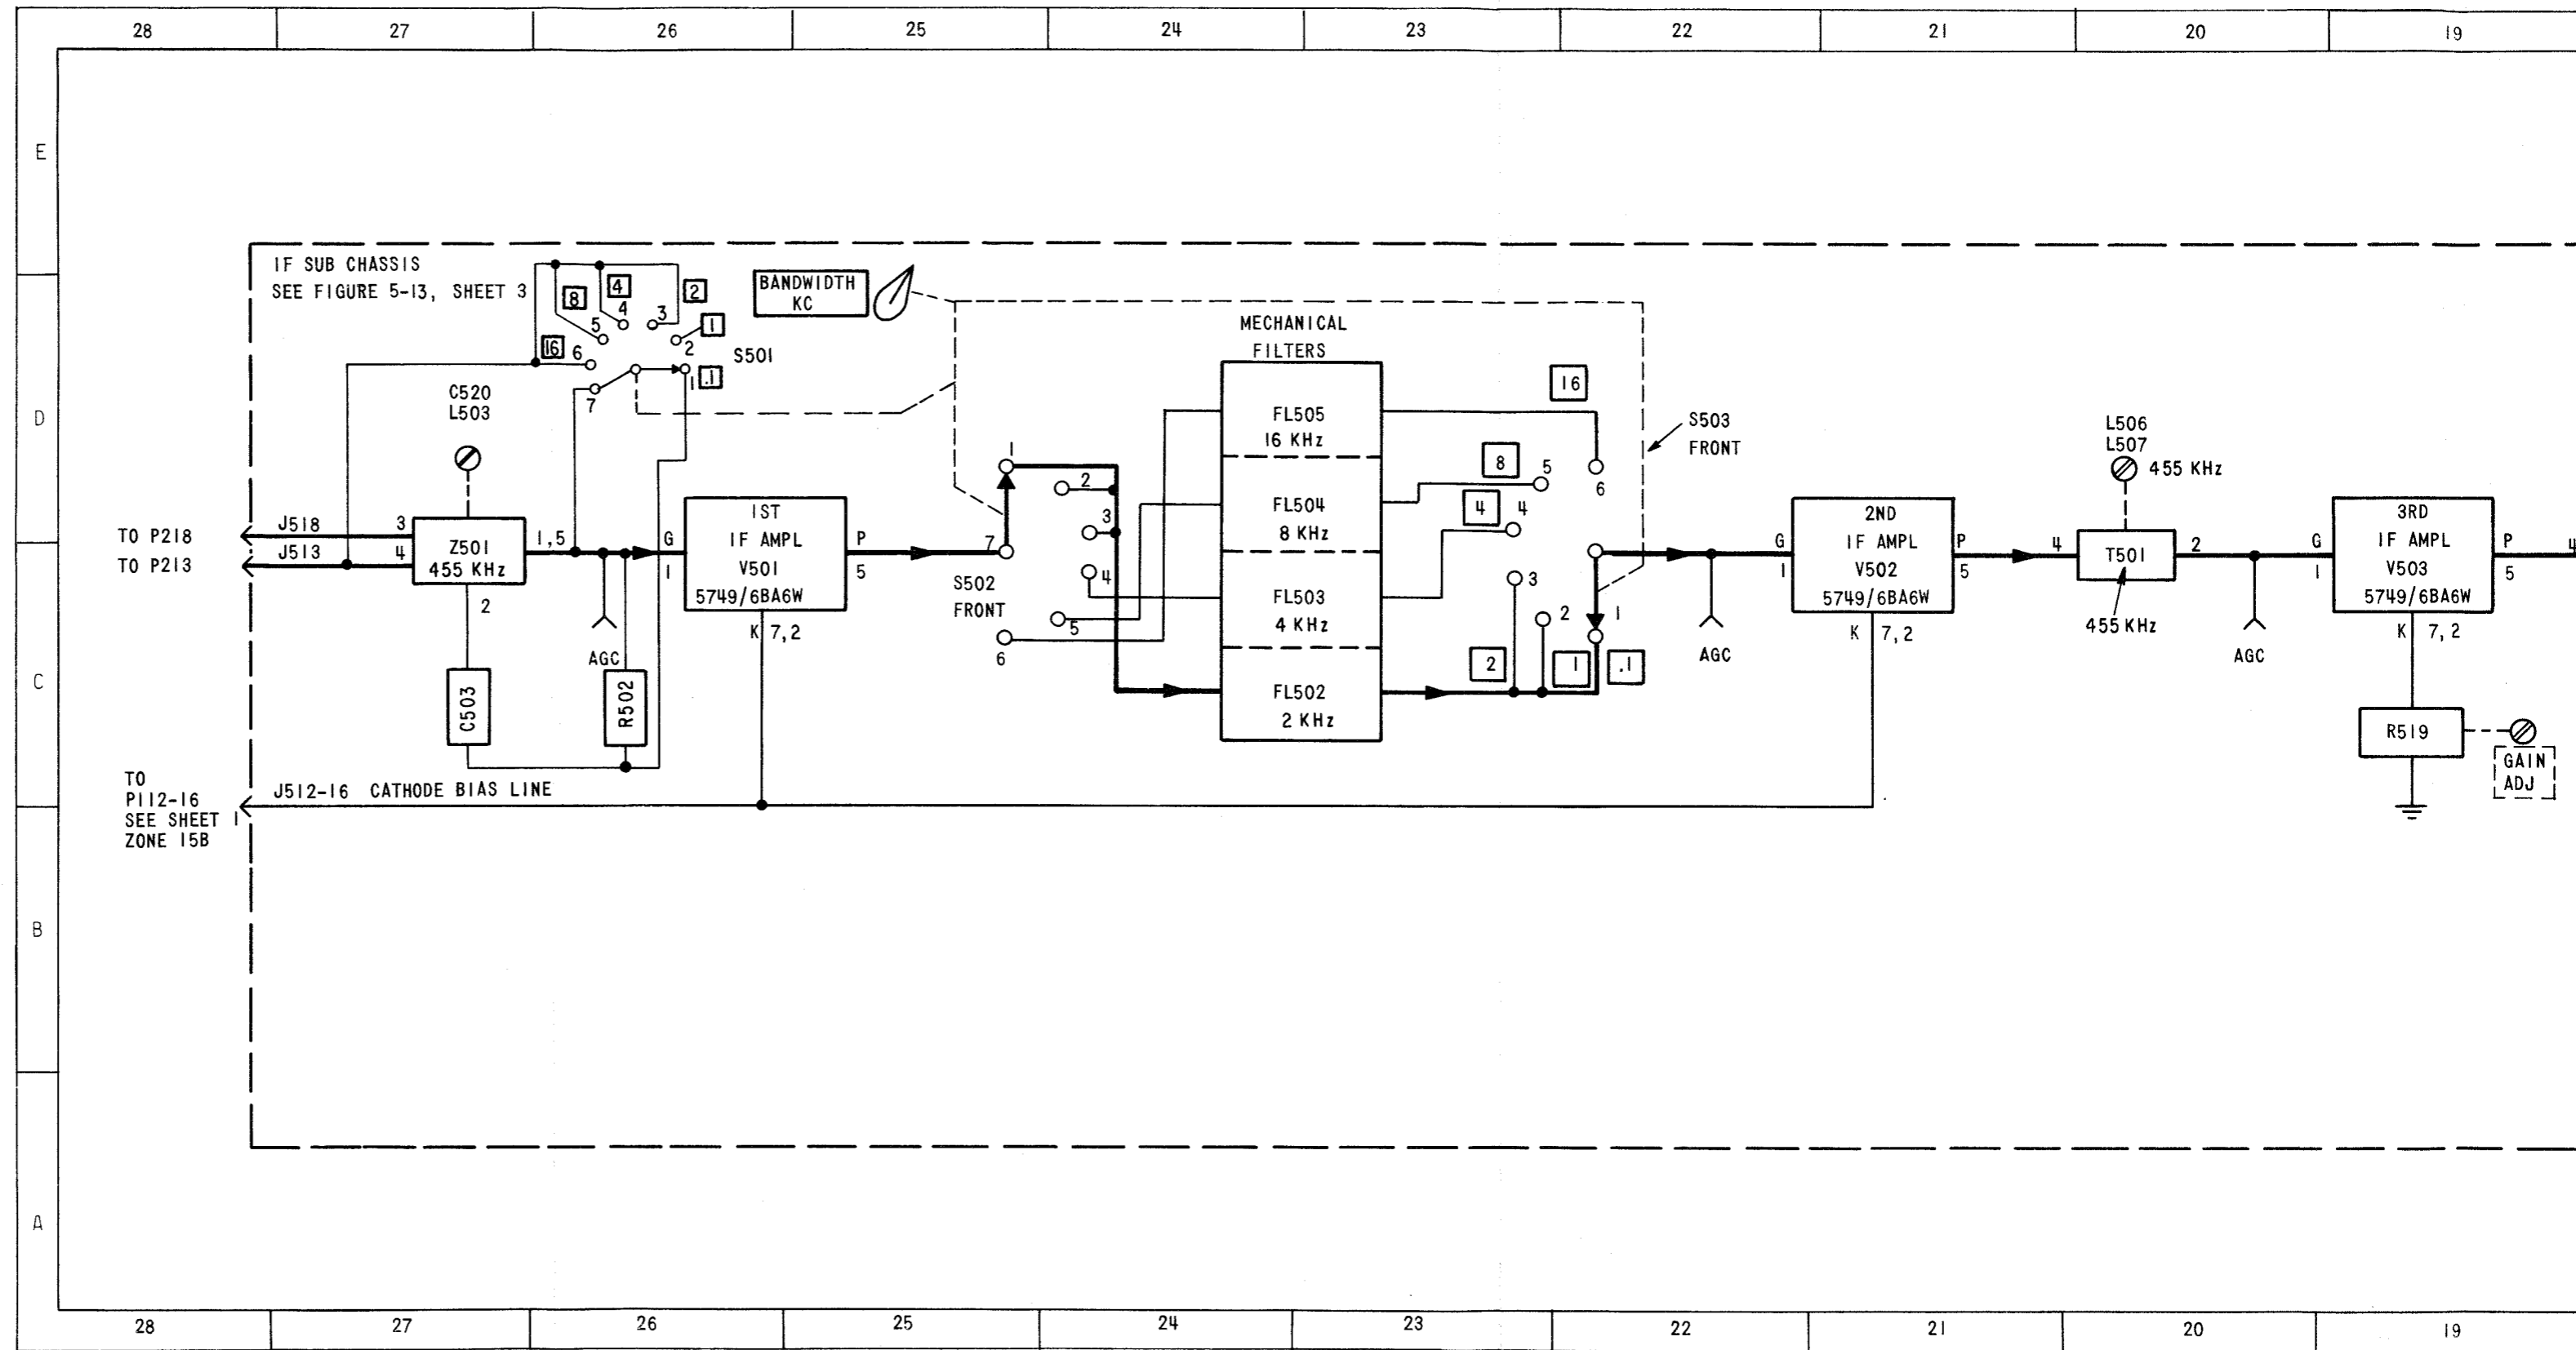 28 27 26 25 24 23 22 21 20 19
E
D
C
B
A
IF SUB CHASSIS
SEE FIGURE 5-13, SHEET 3
8
4
2
1
16
.1
5
4
3
2
6
1
7
S501
BANDWIDTH
KC
C520
L503
TO P218
J518
3
TO P213
J513
4
Z501
455 KHz
1,5
2
C503
AGC
R502
G
1
1ST
IF AMPL
V501
5749/6BA6W
P
5
K 7,2
TO
P112-16
SEE SHEET 1
ZONE 15B
J512-16 CATHODE BIAS LINE
1
2
3
7
4
5
6
S502
FRONT
MECHANICAL
FILTERS
FL505
16 KHz
FL504
8 KHz
FL503
4 KHz
FL502
2 KHz
16
8
5
6
4
4
3
2
1
2
1
.1
S503
FRONT
AGC
G
1
2ND
IF AMPL
V502
5749/6BA6W
P
5
K 7,2
L506
L507
455 KHz
4
T501
2
455 KHz
AGC
G
1
3RD
IF AMPL
V503
5749/6BA6W
P
5
4
K 7,2
R519
GAIN
ADJ
28 27 26 25 24 23 22 21 20 19